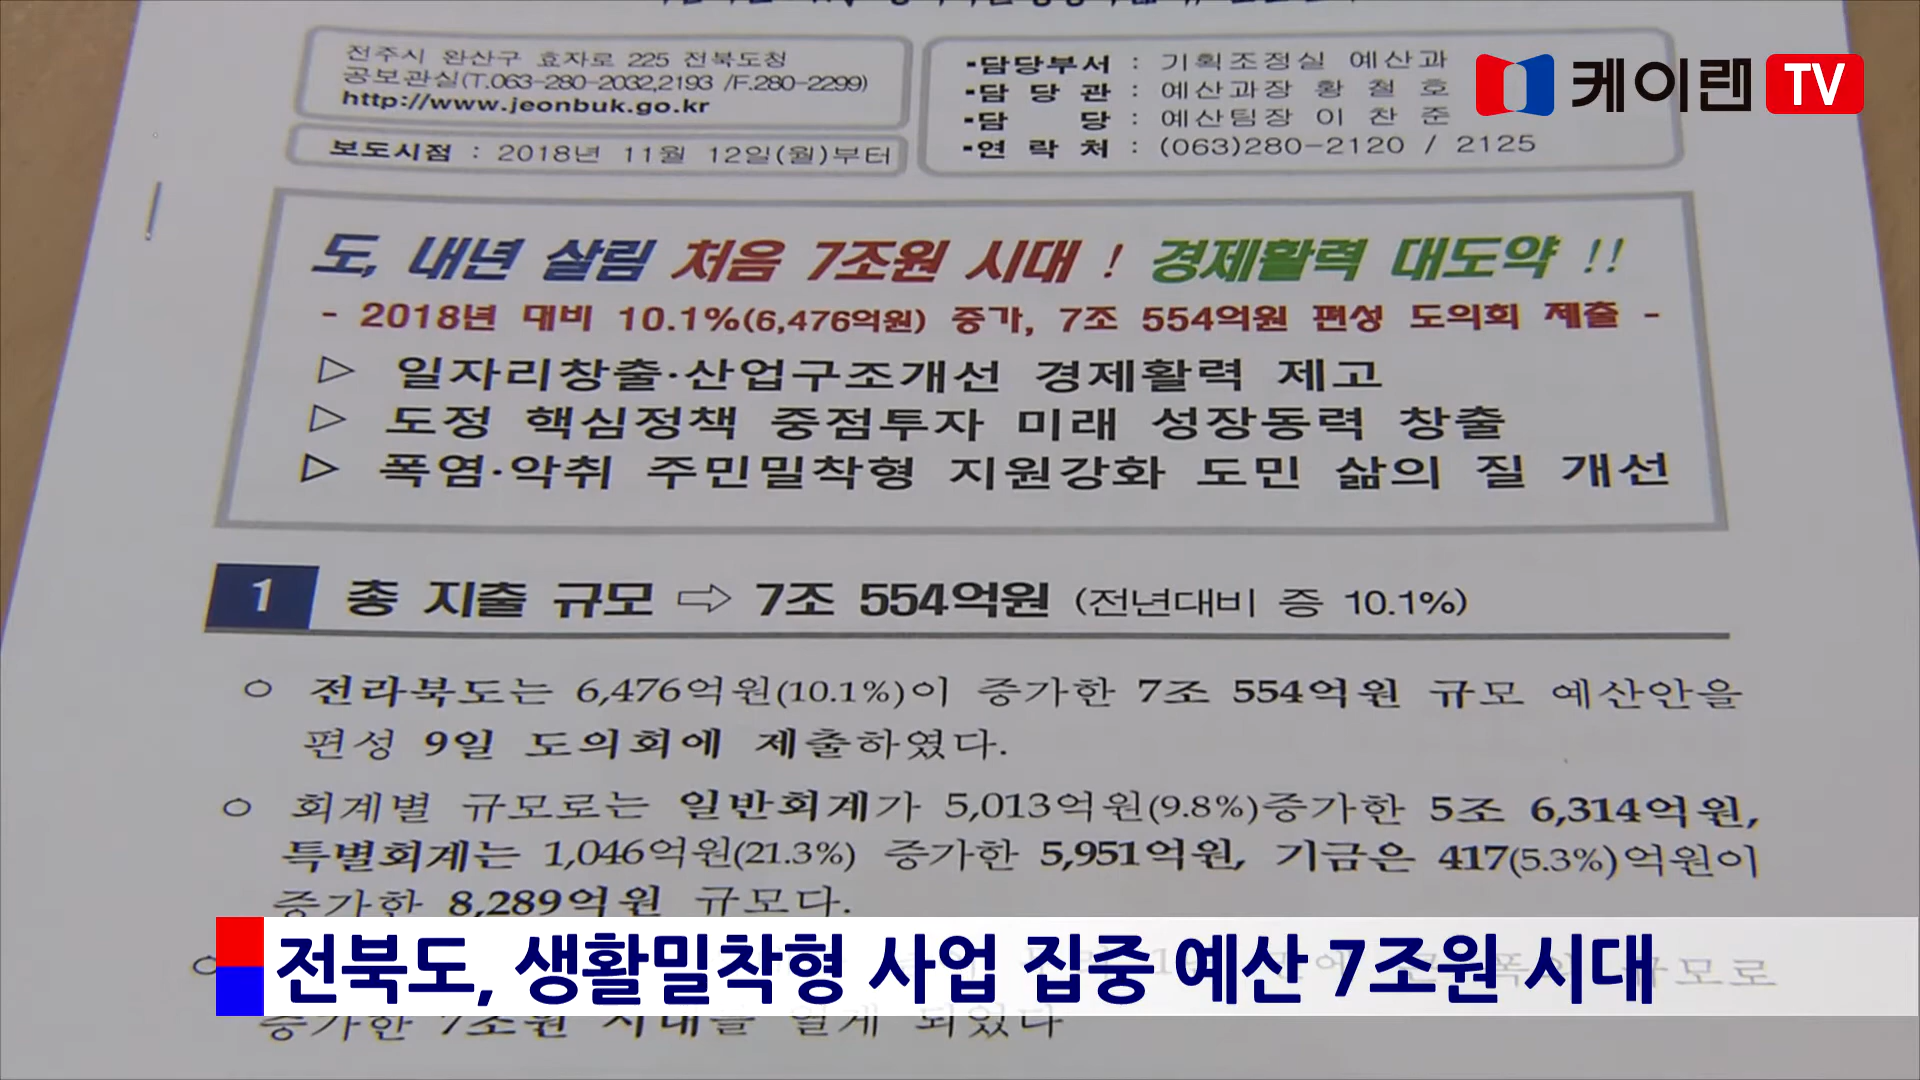 전주시 완산구 효자로 225 전북도청
공보관실(T.063-280-2032,2193 /F.280-2299)
http://www.jeonbuk.go.kr
보도시점 : 2018년 11월 12일(월)부터
▪담당부서 : 기획조정실 예산과
▪담 당 관 : 예산과장 황 철 호
▪담 당 : 예산팀장 이 찬 준
▪연 락 처 : (063)280-2120 / 2125
케이랜 TV
도, 내년 살림 처음 7조원 시대 ! 경제활력 대도약 !!
- 2018년 대비 10.1%(6,476억원) 증가, 7조 554억원 편성 도의회 제출 -
▷ 일자리창출·산업구조개선 경제활력 제고
▷ 도정 핵심정책 중점투자 미래 성장동력 창출
▷ 폭염·악취 주민밀착형 지원강화 도민 삶의 질 개선
1 총 지출 규모 ⇨ 7조 554억원 (전년대비 증 10.1%)
○ 전라북도는 6,476억원(10.1%)이 증가한 7조 554억원 규모 예산안을
편성 9일 도의회에 제출하였다.
○ 회계별 규모로는 일반회계가 5,013억원(9.8%)증가한 5조 6,314억원,
특별회계는 1,046억원(21.3%) 증가한 5,951억원, 기금은 417(5.3%)억원이
증가한 8,289억원 규모다.
전북도, 생활밀착형 사업 집중 예산 7조원 시대
규모로
증가한 7조원 시대를 열게 되었다